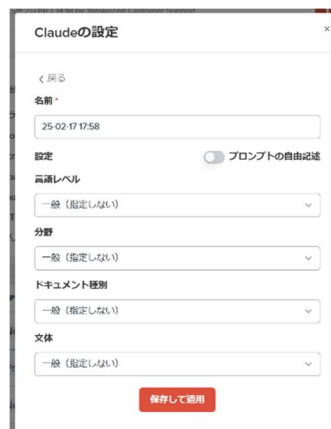 Claudeの設定
×
戻る
名前*
25-02-17 17:58
設定
プロンプトの自由記述
言語レベル
一般（指定しない）
分野
一般（指定しない）
ドキュメント種別
一般（指定しない）
文体
一般（指定しない）
保存して適用